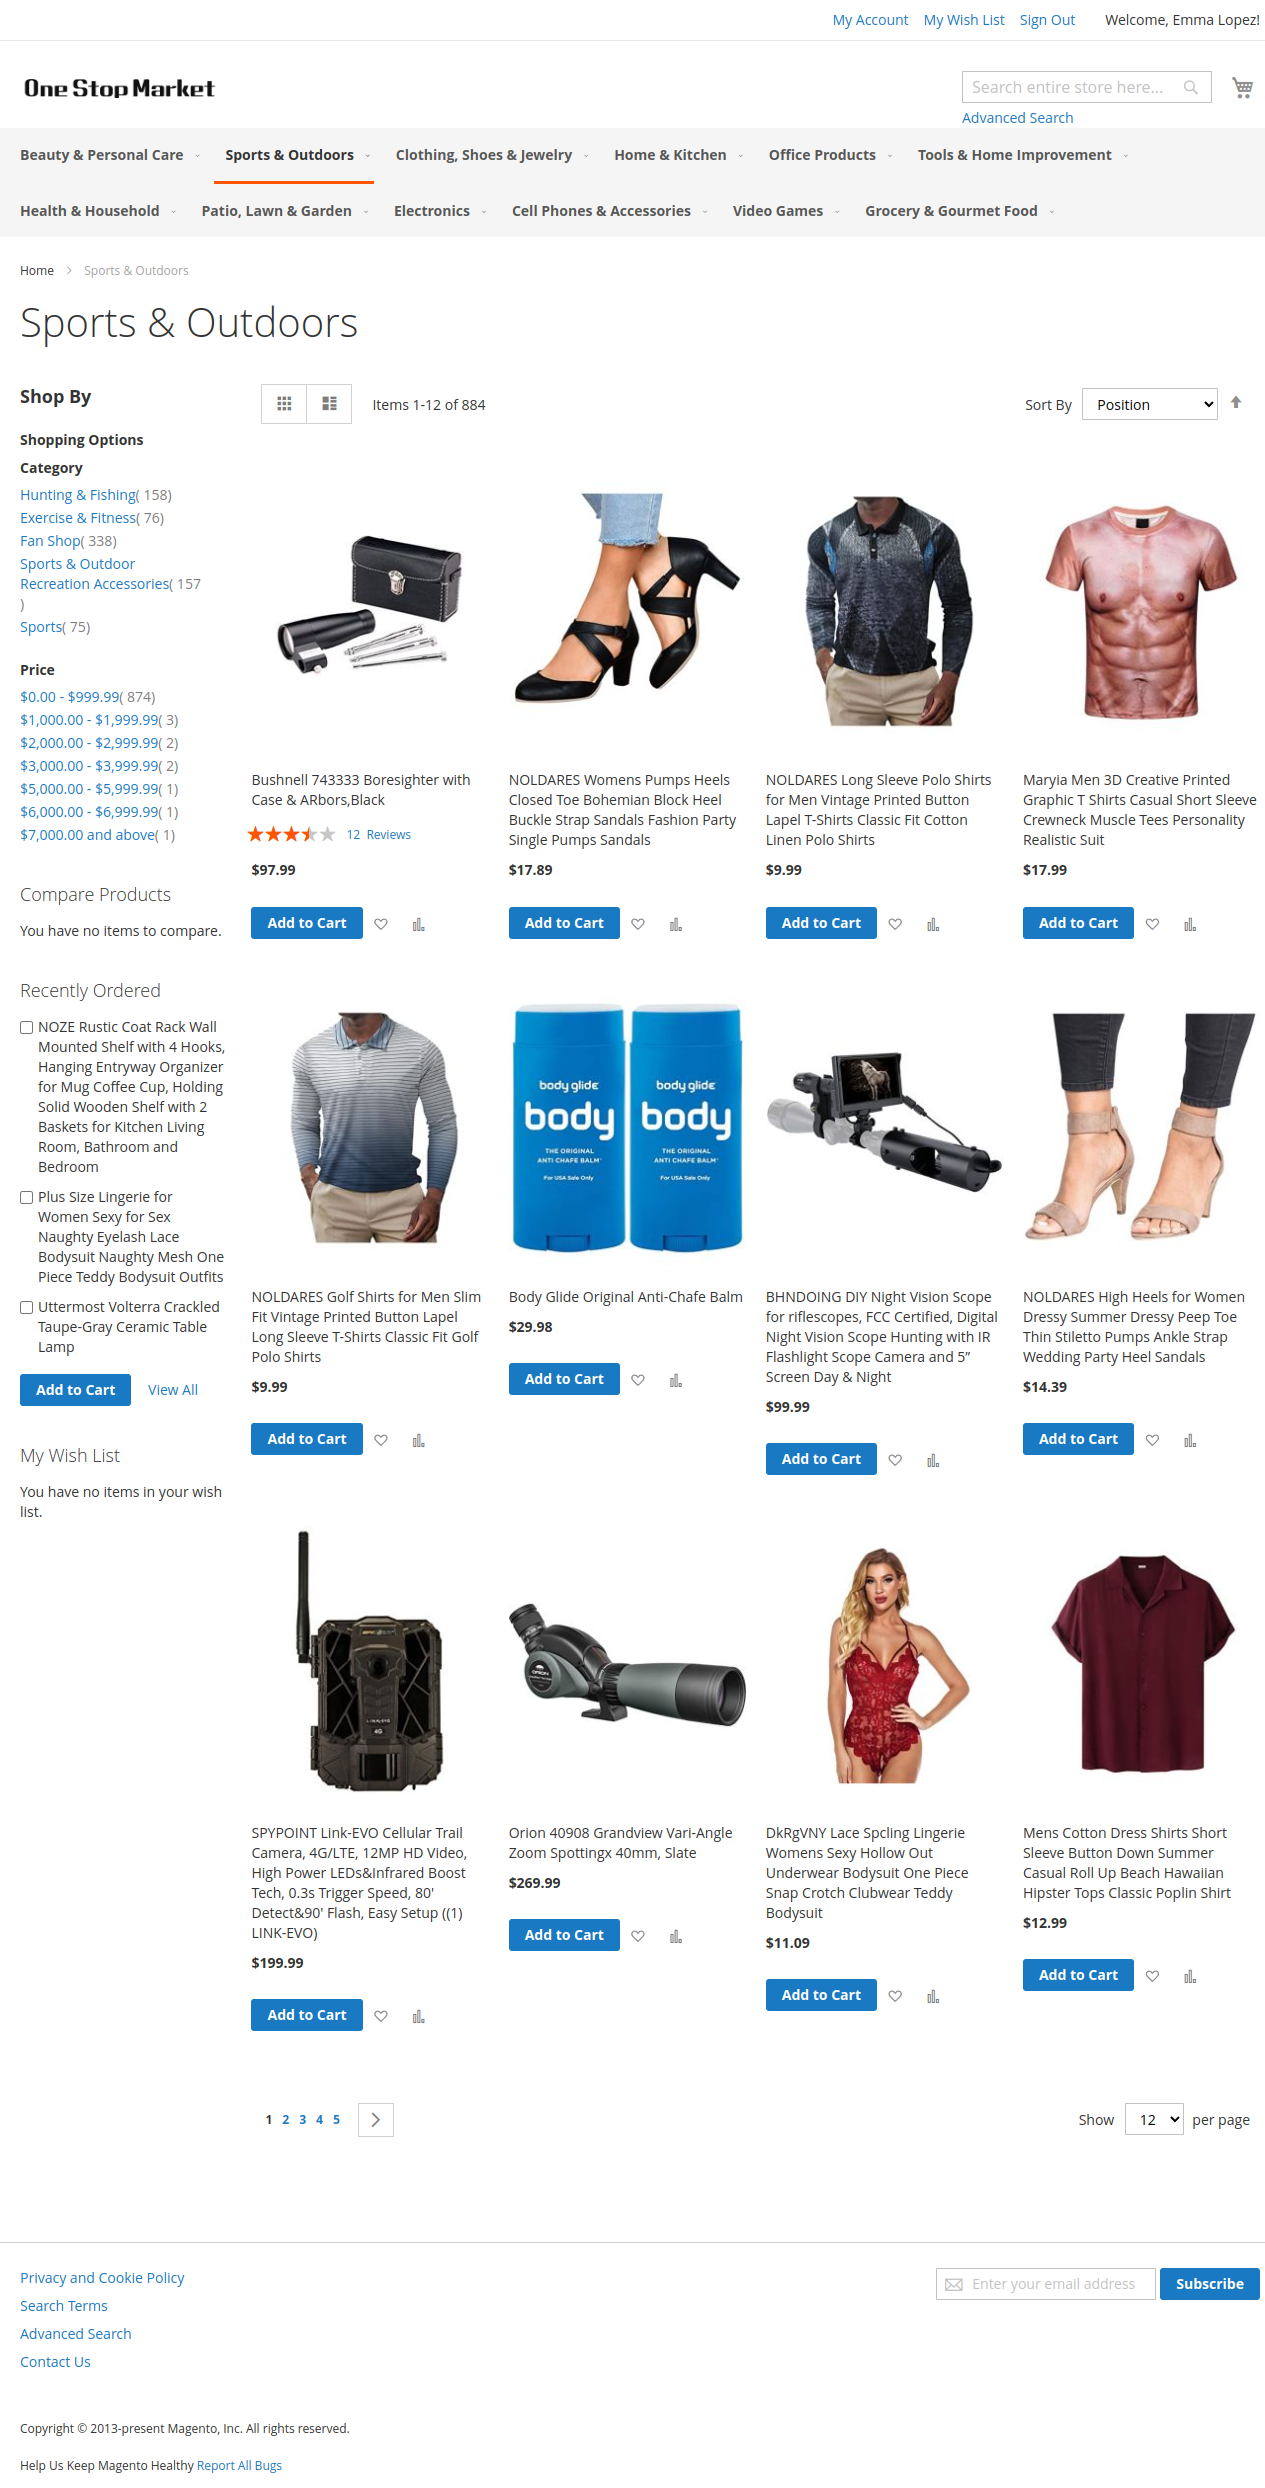 My Account My Wish List Sign Out Welcome, Emma Lopez!
One Stop Market
Search entire store here...
Advanced Search
Beauty & Personal Care Sports & Outdoors Clothing, Shoes & Jewelry Home & Kitchen Office Products Tools & Home Improvement
Health & Household Patio, Lawn & Garden Electronics Cell Phones & Accessories Video Games Grocery & Gourmet Food
Home Sports & Outdoors
Sports & Outdoors
Shop By
Shopping Options
Category
Hunting & Fishing( 158)
Exercise & Fitness( 76)
Fan Shop( 338)
Sports & Outdoor
Recreation Accessories( 157
)
Sports( 75)
Price
$0.00 - $999.99( 874)
$1,000.00 - $1,999.99( 3)
$2,000.00 - $2,999.99( 2)
$3,000.00 - $3,999.99( 2)
$5,000.00 - $5,999.99( 1)
$6,000.00 - $6,999.99( 1)
$7,000.00 and above( 1)
Compare Products
You have no items to compare.
Recently Ordered
NOZE Rustic Coat Rack Wall
Mounted Shelf with 4 Hooks,
Hanging Entryway Organizer
for Mug Coffee Cup, Holding
Solid Wooden Shelf with 2
Baskets for Kitchen Living
Room, Bathroom and
Bedroom
Plus Size Lingerie for
Women Sexy for Sex
Naughty Eyelash Lace
Bodysuit Naughty Mesh One
Piece Teddy Bodysuit Outfits
Uttermost Volterra Crackled
Taupe-Gray Ceramic Table
Lamp
Add to Cart View All
My Wish List
You have no items in your wish
list.
Items 1-12 of 884
Sort By Position
Bushnell 743333 Boresighter with
Case & ARbors,Black
12 Reviews
$97.99
Add to Cart
NOLDARES Womens Pumps Heels
Closed Toe Bohemian Block Heel
Buckle Strap Sandals Fashion Party
Single Pumps Sandals
$17.89
Add to Cart
NOLDARES Long Sleeve Polo Shirts
for Men Vintage Printed Button
Lapel T-Shirts Classic Fit Cotton
Linen Polo Shirts
$9.99
Add to Cart
Maryia Men 3D Creative Printed
Graphic T Shirts Casual Short Sleeve
Crewneck Muscle Tees Personality
Realistic Suit
$17.99
Add to Cart
NOLDARES Golf Shirts for Men Slim
Fit Vintage Printed Button Lapel
Long Sleeve T-Shirts Classic Fit Golf
Polo Shirts
$9.99
Add to Cart
body glide body glide
body body
THE ORIGINAL THE ORIGINAL
ANTI CHAFE BALM ANTI CHAFE BALM
For USA Sale Only For USA Sale Only
Body Glide Original Anti-Chafe Balm
$29.98
Add to Cart
BHNDOING DIY Night Vision Scope
for riflescopes, FCC Certified, Digital
Night Vision Scope Hunting with IR
Flashlight Scope Camera and 5”
Screen Day & Night
$99.99
Add to Cart
NOLDARES High Heels for Women
Dressy Summer Dressy Peep Toe
Thin Stiletto Pumps Ankle Strap
Wedding Party Heel Sandals
$14.39
Add to Cart
4G
SPYPOINT Link-EVO Cellular Trail
Camera, 4G/LTE, 12MP HD Video,
High Power LEDs&Infrared Boost
Tech, 0.3s Trigger Speed, 80'
Detect&90' Flash, Easy Setup ((1)
LINK-EVO)
$199.99
Add to Cart
ORION
Orion 40908 Grandview Vari-Angle
Zoom Spottingx 40mm, Slate
$269.99
Add to Cart
DkRgVNY Lace Spcling Lingerie
Womens Sexy Hollow Out
Underwear Bodysuit One Piece
Snap Crotch Clubwear Teddy
Bodysuit
$11.09
Add to Cart
Mens Cotton Dress Shirts Short
Sleeve Button Down Summer
Casual Roll Up Beach Hawaiian
Hipster Tops Classic Poplin Shirt
$12.99
Add to Cart
1 2 3 4 5
Show 12 per page
Privacy and Cookie Policy
Search Terms
Advanced Search
Contact Us
Enter your email address Subscribe
Copyright © 2013-present Magento, Inc. All rights reserved.
Help Us Keep Magento Healthy Report All Bugs